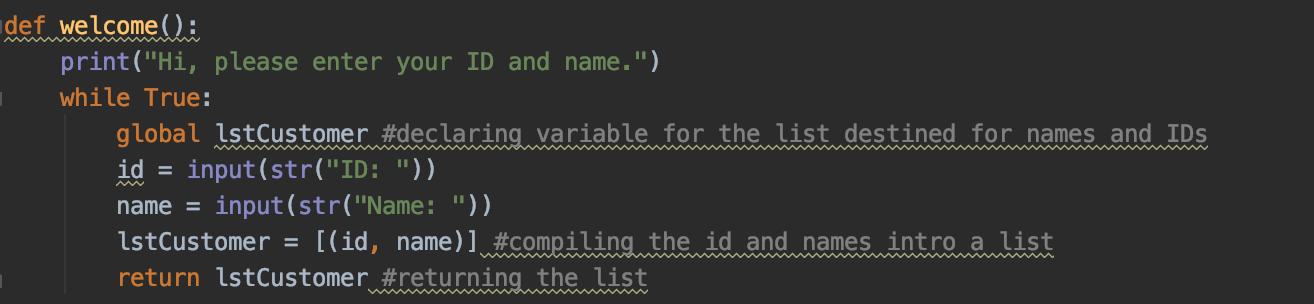 def welcome():
    print("Hi, please enter your ID and name.")
    while True:
        global lstCustomer #declaring variable for the list destined for names and IDs
        id = input(str("ID: "))
        name = input(str("Name: "))
        lstCustomer = [(id, name)] #compiling the id and names intro a list
        return lstCustomer #returning the list